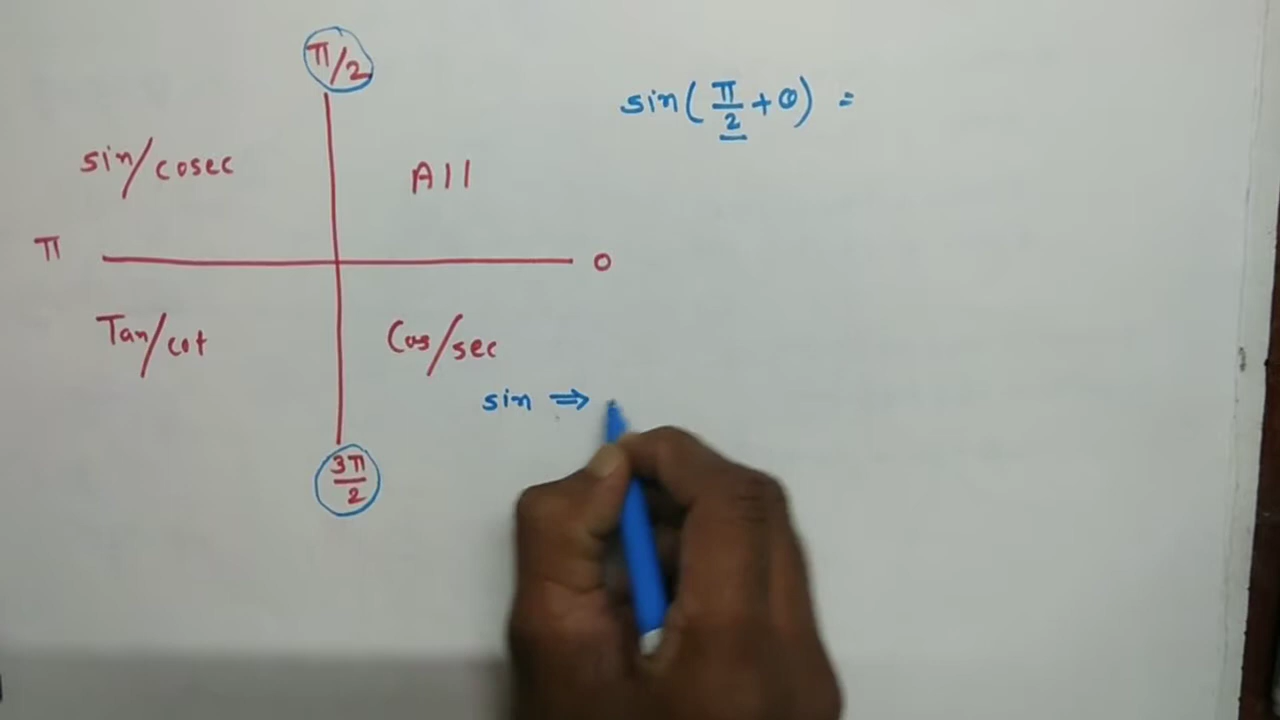 π/2
sin(π/2+θ) =
sin/cosec
All
π
0
Tan/cot
Cos/sec
sin ⇒
3π/2